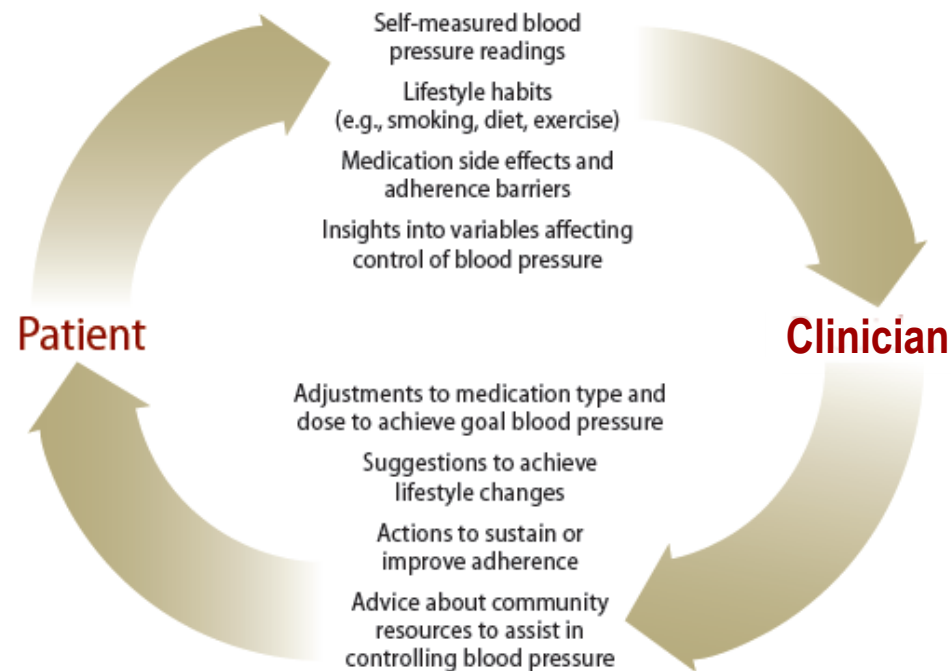 Self-measured blood
pressure readings
Lifestyle habits
(e.g., smoking, diet, exercise)
Medication side effects and
adherence barriers
Insights into variables affecting
control of blood pressure
Patient
Clinician
Adjustments to medication type and
dose to achieve goal blood pressure
Suggestions to achieve
lifestyle changes
Actions to sustain or
improve adherence
Advice about community
resources to assist in
controlling blood pressure